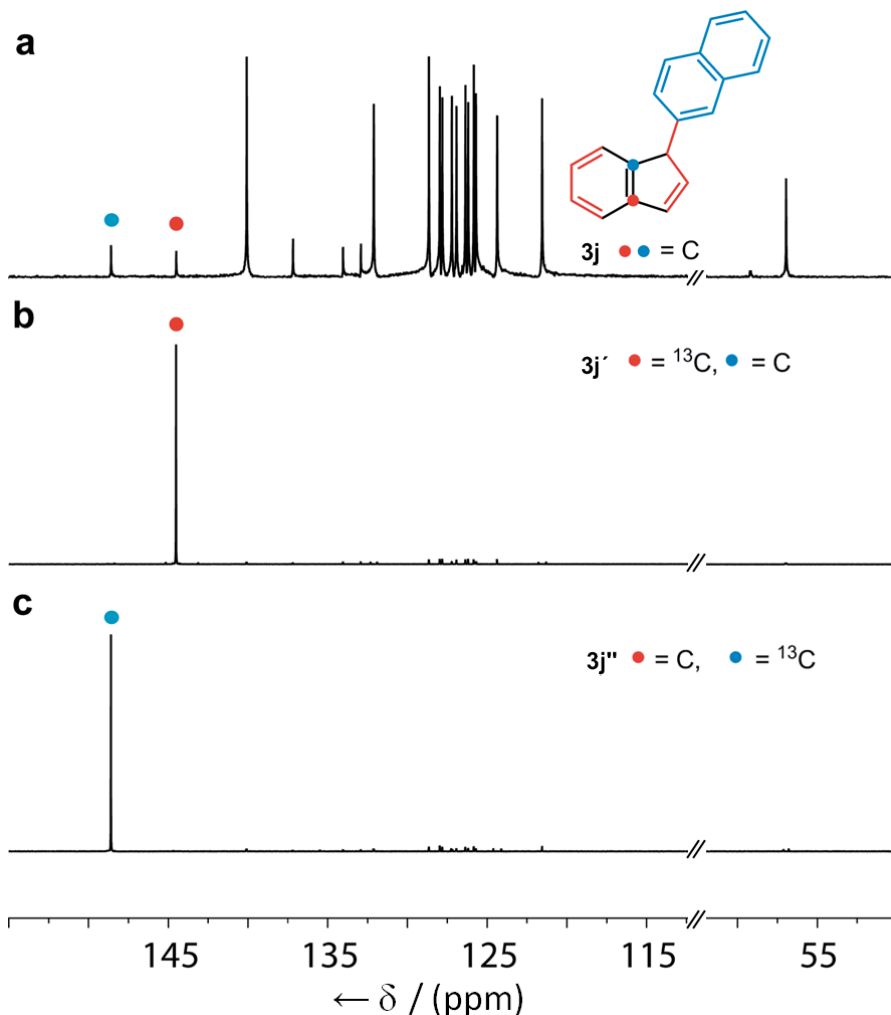 a
3j ●● = C
b
3j´ ● = ¹³C, ● = C
c
3j" ● = C, ● = ¹³C
145 135 125 115 55
← δ / (ppm)